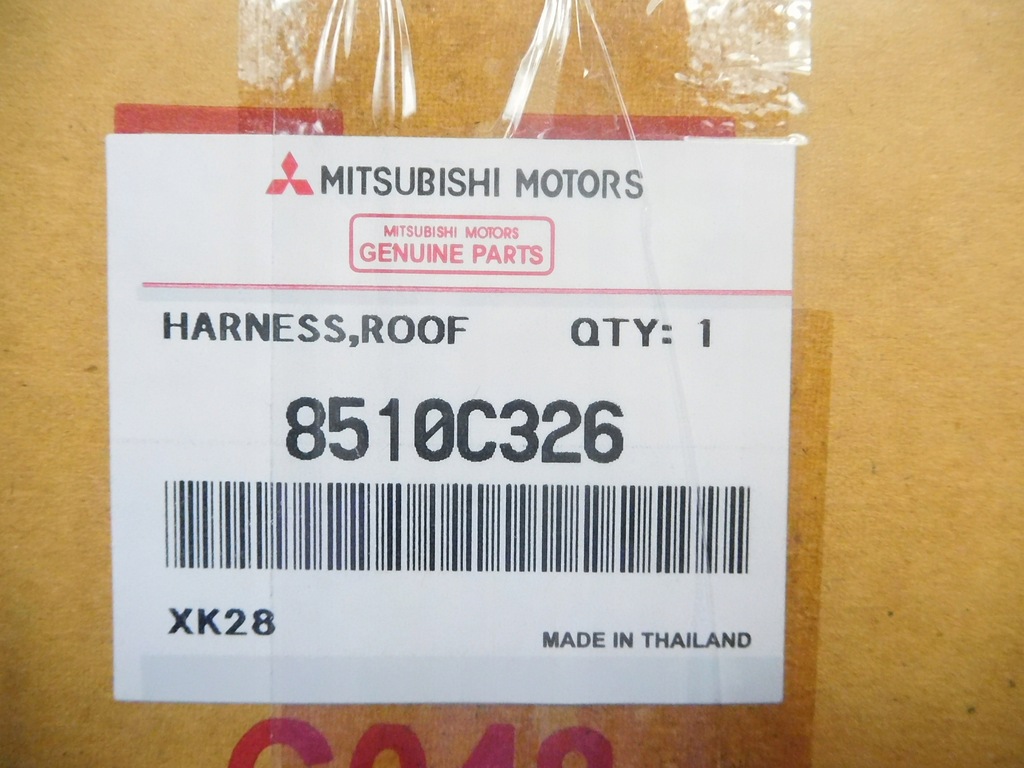 MITSUBISHI MOTORS
MITSUBISHI MOTORS
GENUINE PARTS
HARNESS,ROOF QTY: 1
8510C326
XK28
MADE IN THAILAND